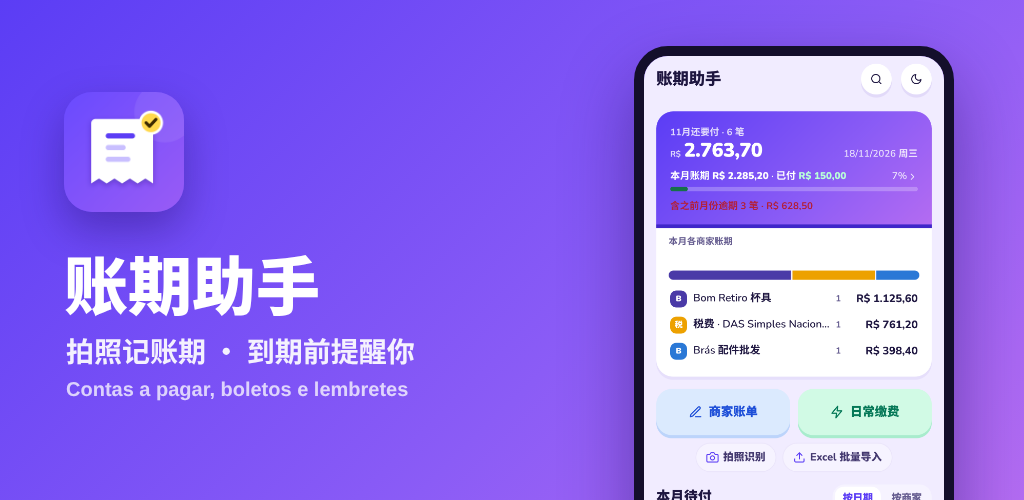 账期助手
拍照记账期 • 到期前提醒你
Contas a pagar, boletos e lembretes
账期助手
11月还要付 · 6 笔
R$ 2.763,70
18/11/2026 周三
本月账期 R$ 2.285,20 · 已付 R$ 150,00
7% ›
含之前月份逾期 3 笔 · R$ 628,50
本月各商家账期
B Bom Retiro 杯具 1 R$ 1.125,60
税 税费 · DAS Simples Nacion... 1 R$ 761,20
B Brás 配件批发 1 R$ 398,40
商家账单
日常缴费
拍照识别
Excel 批量导入
本月待付
按日期
按商家